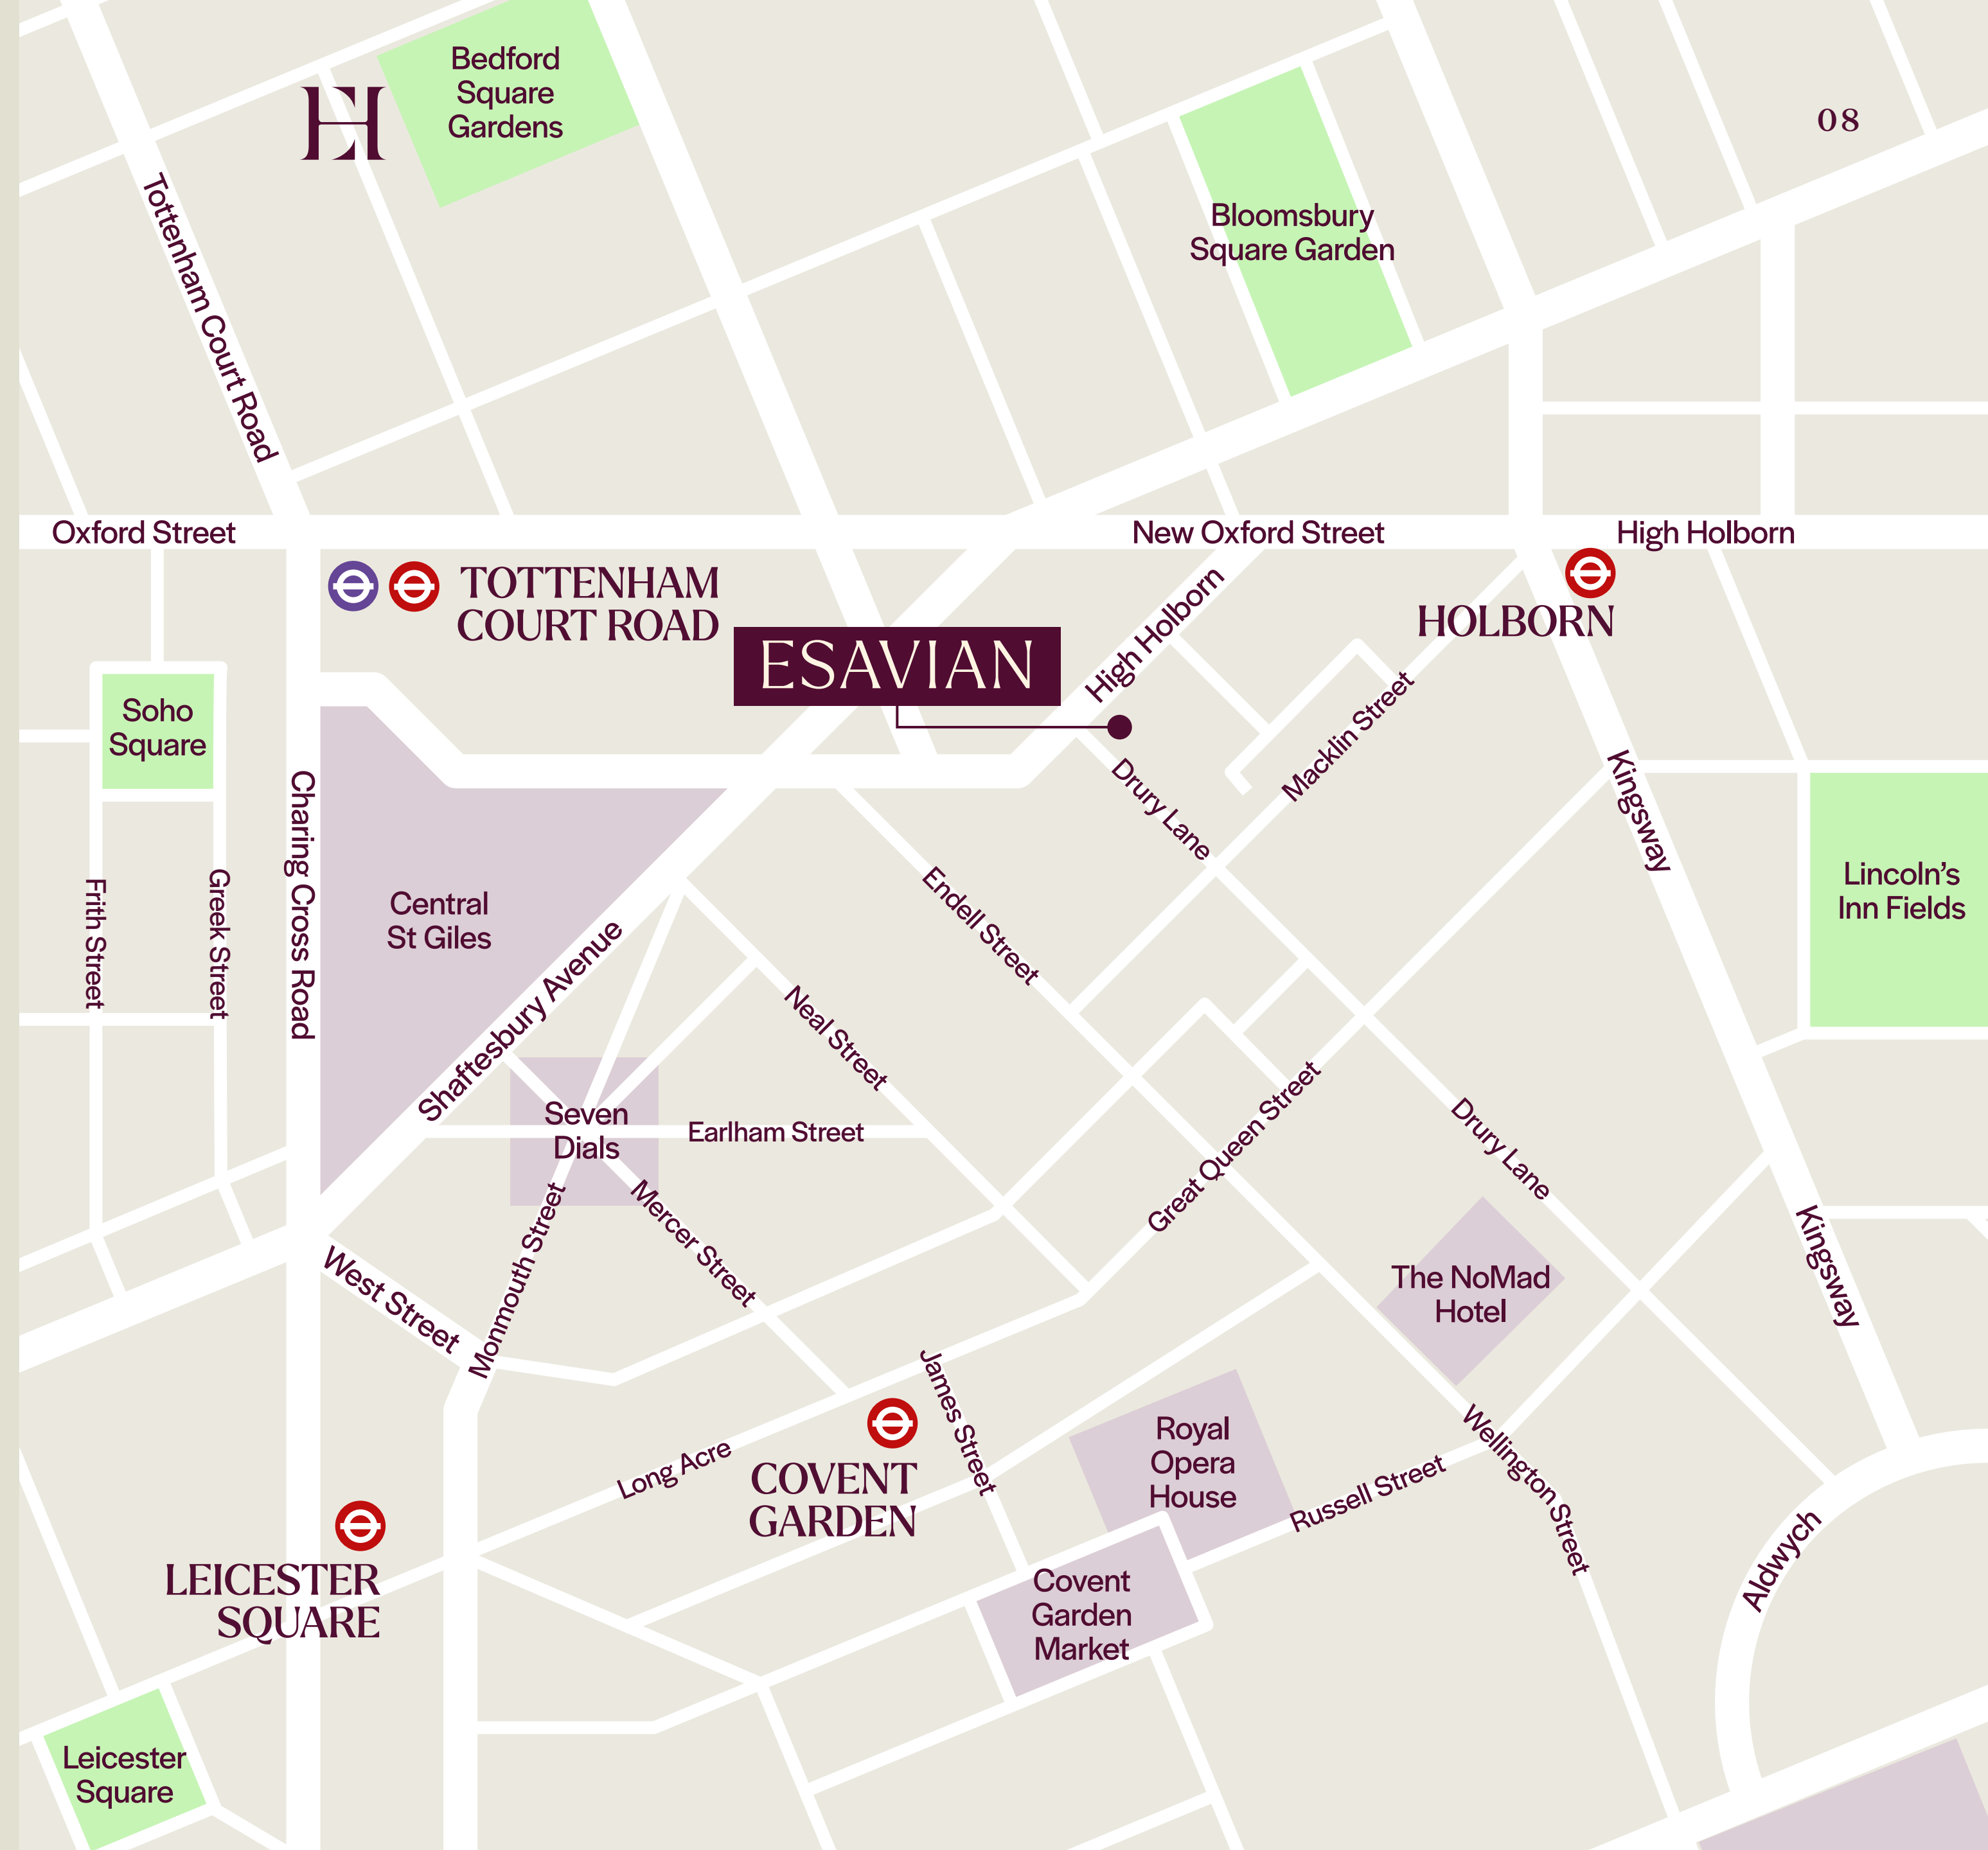 Bedford
Square
Gardens
H
08
Bloomsbury
Square Garden
Tottenham Court Road
Oxford Street
New Oxford Street
High Holborn
TOTTENHAM
COURT ROAD
HOLBORN
ESAVIAN
High Holborn
Soho
Square
Macklin Street
Drury Lane
Kingsway
Charing Cross Road
Frith Street
Greek Street
Central
St Giles
Endell Street
Lincoln’s
Inn Fields
Shaftesbury Avenue
Neal Street
Seven
Dials
Earlham Street
Great Queen Street
Drury Lane
Mercer Street
Monmouth Street
West Street
The NoMad
Hotel
Kingsway
James Street
Long Acre
COVENT
GARDEN
Royal
Opera
House
Russell Street
Wellington Street
Aldwych
LEICESTER
SQUARE
Covent
Garden
Market
Leicester
Square